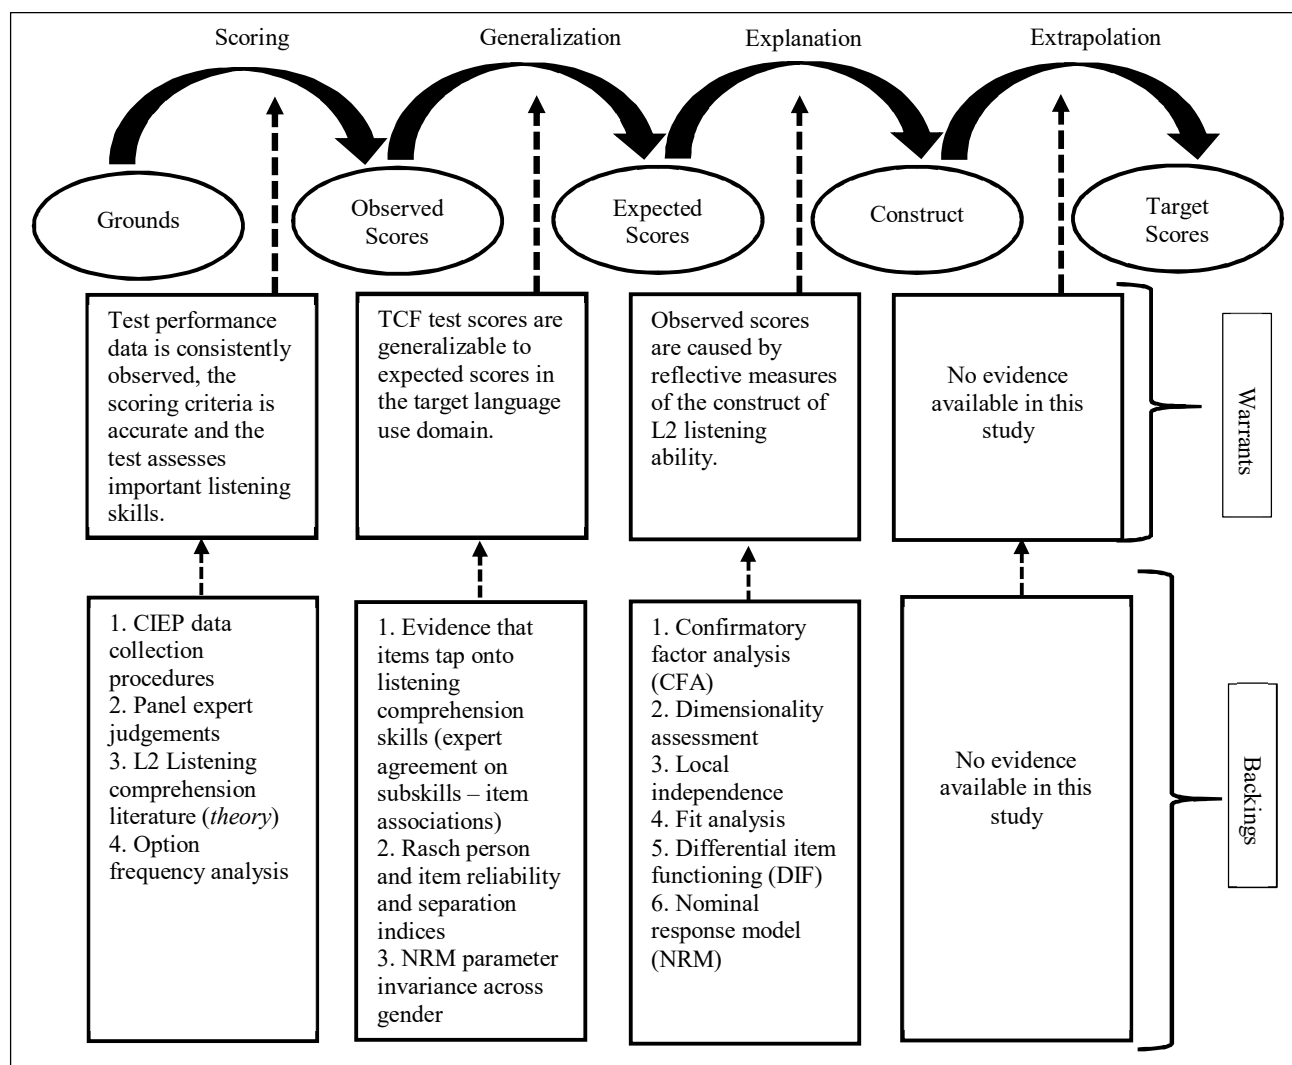 Scoring
Generalization
Explanation
Extrapolation
Grounds
Observed
Scores
Expected
Scores
Construct
Target
Scores
Test performance
data is consistently
observed, the
scoring criteria is
accurate and the
test assesses
important listening
skills.
TCF test scores are
generalizable to
expected scores in
the target language
use domain.
Observed scores
are caused by
reflective measures
of the construct of
L2 listening
ability.
No evidence
available in this
study
Warrants
1. CIEP data
collection
procedures
2. Panel expert
judgements
3. L2 Listening
comprehension
literature (theory)
4. Option
frequency analysis
1. Evidence that
items tap onto
listening
comprehension
skills (expert
agreement on
subskills – item
associations)
2. Rasch person
and item reliability
and separation
indices
3. NRM parameter
invariance across
gender
1. Confirmatory
factor analysis
(CFA)
2. Dimensionality
assessment
3. Local
independence
4. Fit analysis
5. Differential item
functioning (DIF)
6. Nominal
response model
(NRM)
No evidence
available in this
study
Backings